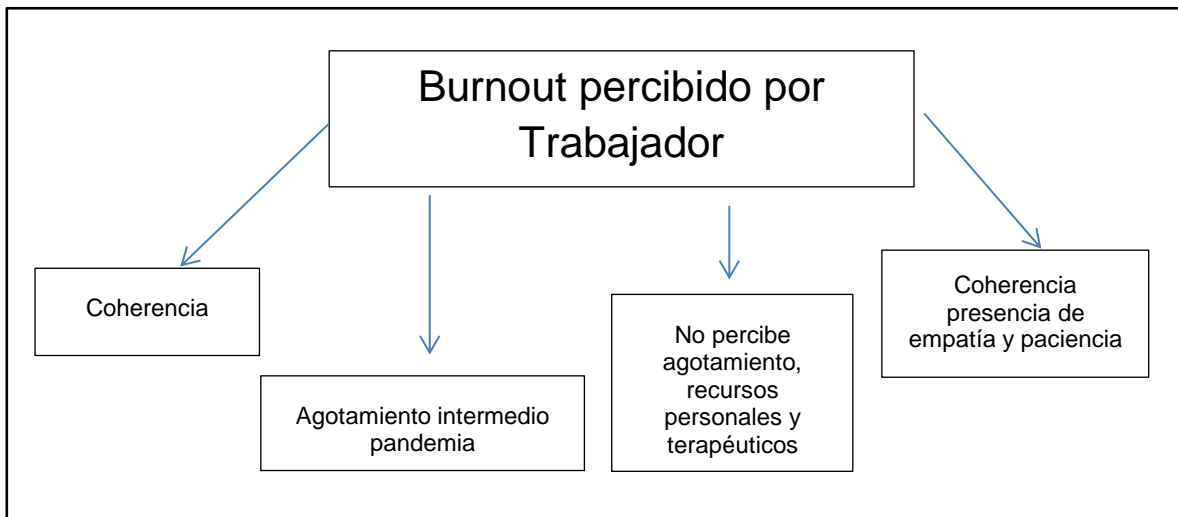 Burnout percibido por
Trabajador
Coherencia
Agotamiento intermedio
pandemia
No percibe
agotamiento,
recursos
personales y
terapéuticos
Coherencia
presencia de
empatía y paciencia